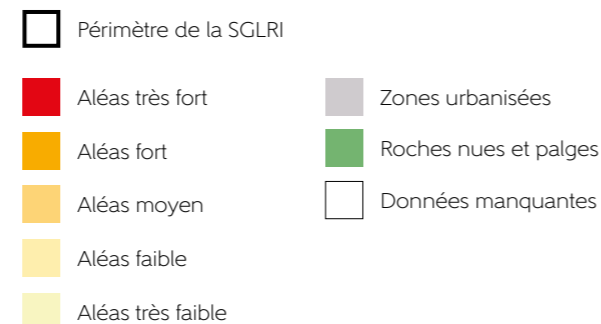 Périmètre de la SGLRI
Aléas très fort
Aléas fort
Aléas moyen
Aléas faible
Aléas très faible
Zones urbanisées
Roches nues et palges
Données manquantes